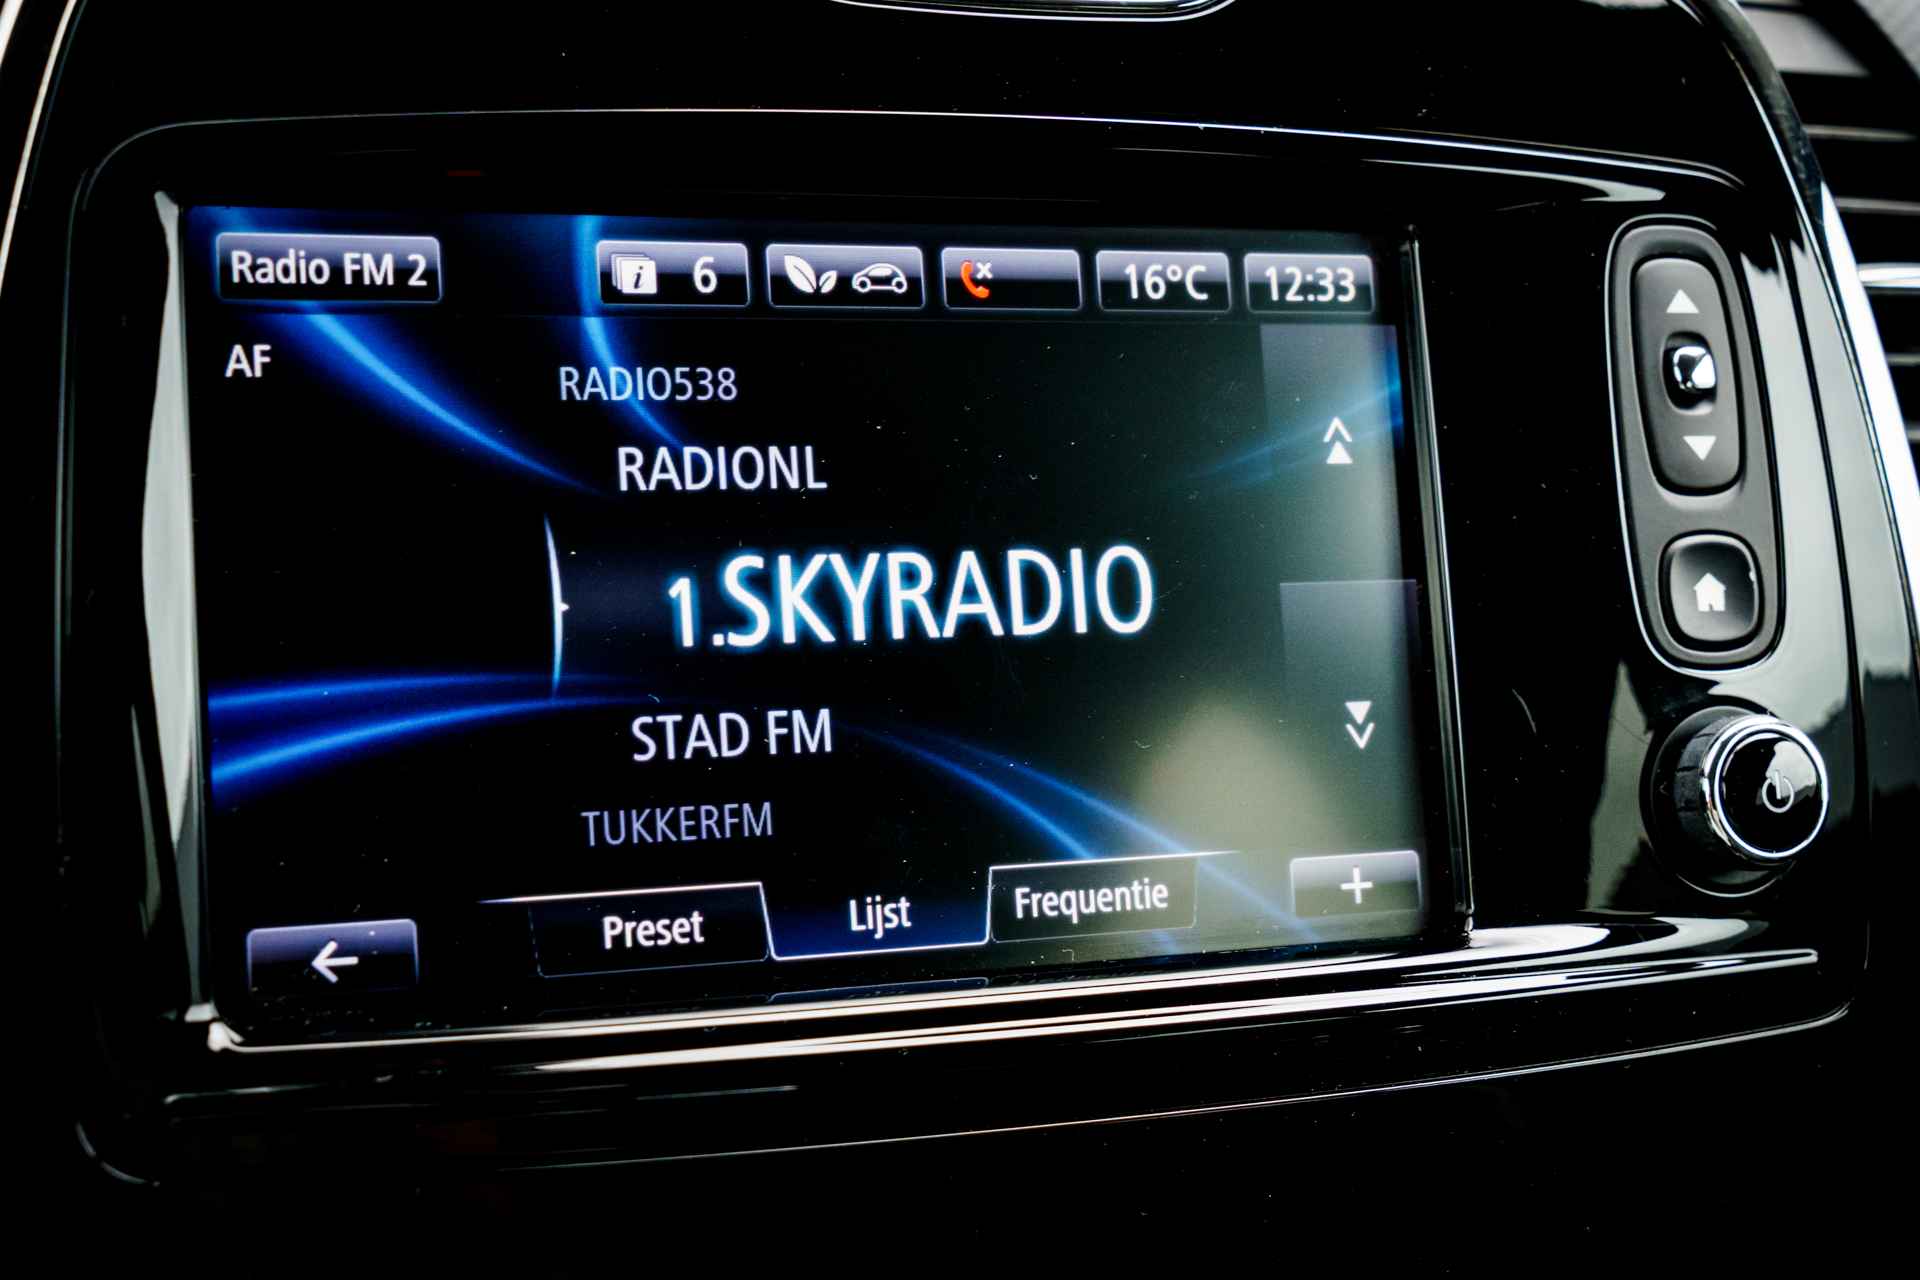 Radio FM 2
i 6
16°C
12:33
AF
RADIO538
RADIONL
1.SKYRADIO
STAD FM
TUKKERFM
Preset
Lijst
Frequentie
+